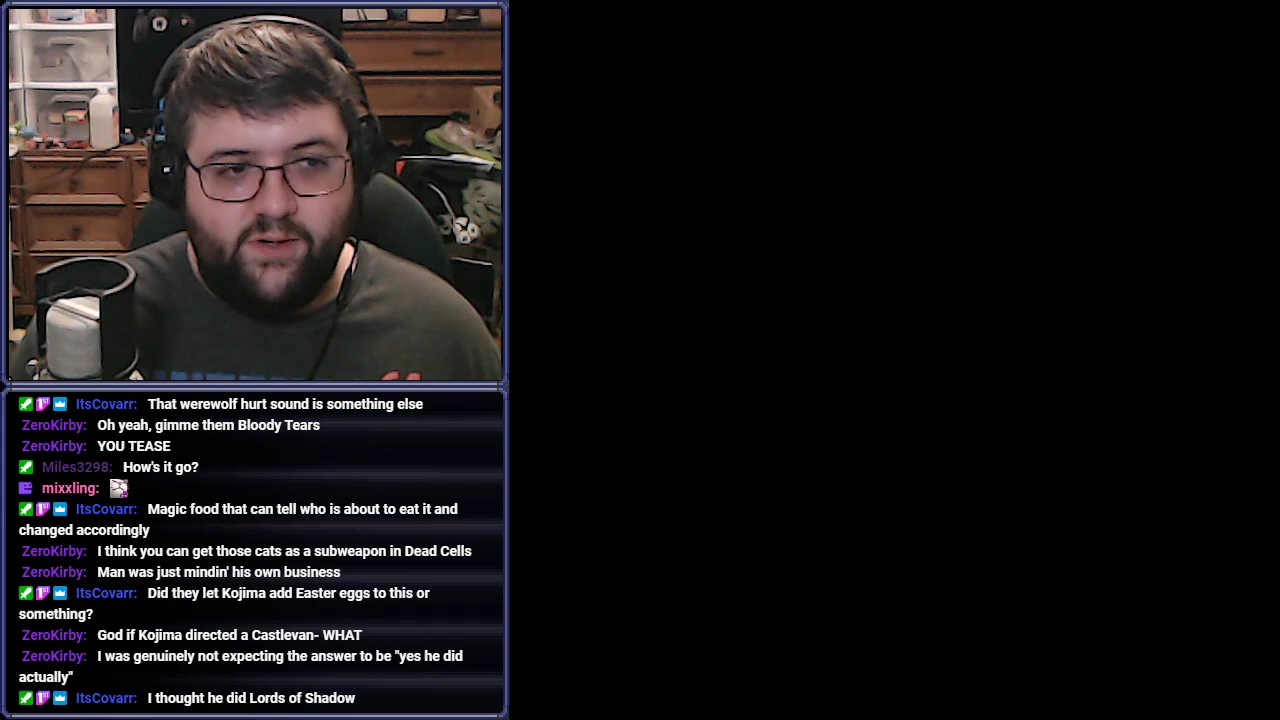 ItsCovarr: That werewolf hurt sound is something else
ZeroKirby: Oh yeah, gimme them Bloody Tears
ZeroKirby: YOU TEASE
Miles3298: How's it go?
mixxling:
1ST ItsCovarr: Magic food that can tell who is about to eat it and
changed accordingly
ZeroKirby: I think you can get those cats as a subweapon in Dead Cells
ZeroKirby: Man was just mindin' his own business
1ST ItsCovarr: Did they let Kojima add Easter eggs to this or
something?
ZeroKirby: God if Kojima directed a Castlevan- WHAT
ZeroKirby: I was genuinely not expecting the answer to be "yes he did
actually"
1ST ItsCovarr: I thought he did Lords of Shadow